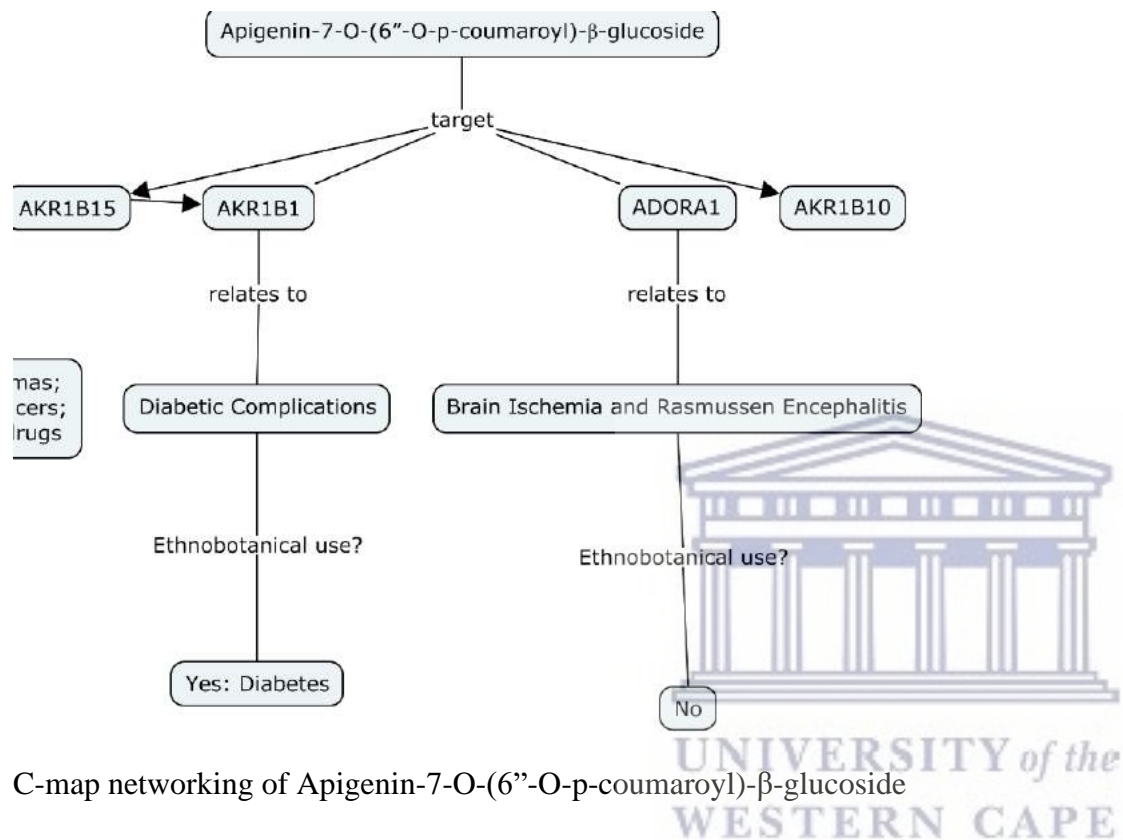 Apigenin-7-O-(6”-O-p-coumaroyl)-β-glucoside
target
AKR1B15
AKR1B1
ADORA1
AKR1B10
relates to
relates to
mas;
cers;
drugs
Diabetic Complications
Brain Ischemia and Rasmussen Encephalitis
Ethnobotanical use?
Ethnobotanical use?
Yes: Diabetes
No
UNIVERSITY of the
WESTERN CAPE
C-map networking of Apigenin-7-O-(6”-O-p-coumaroyl)-β-glucoside